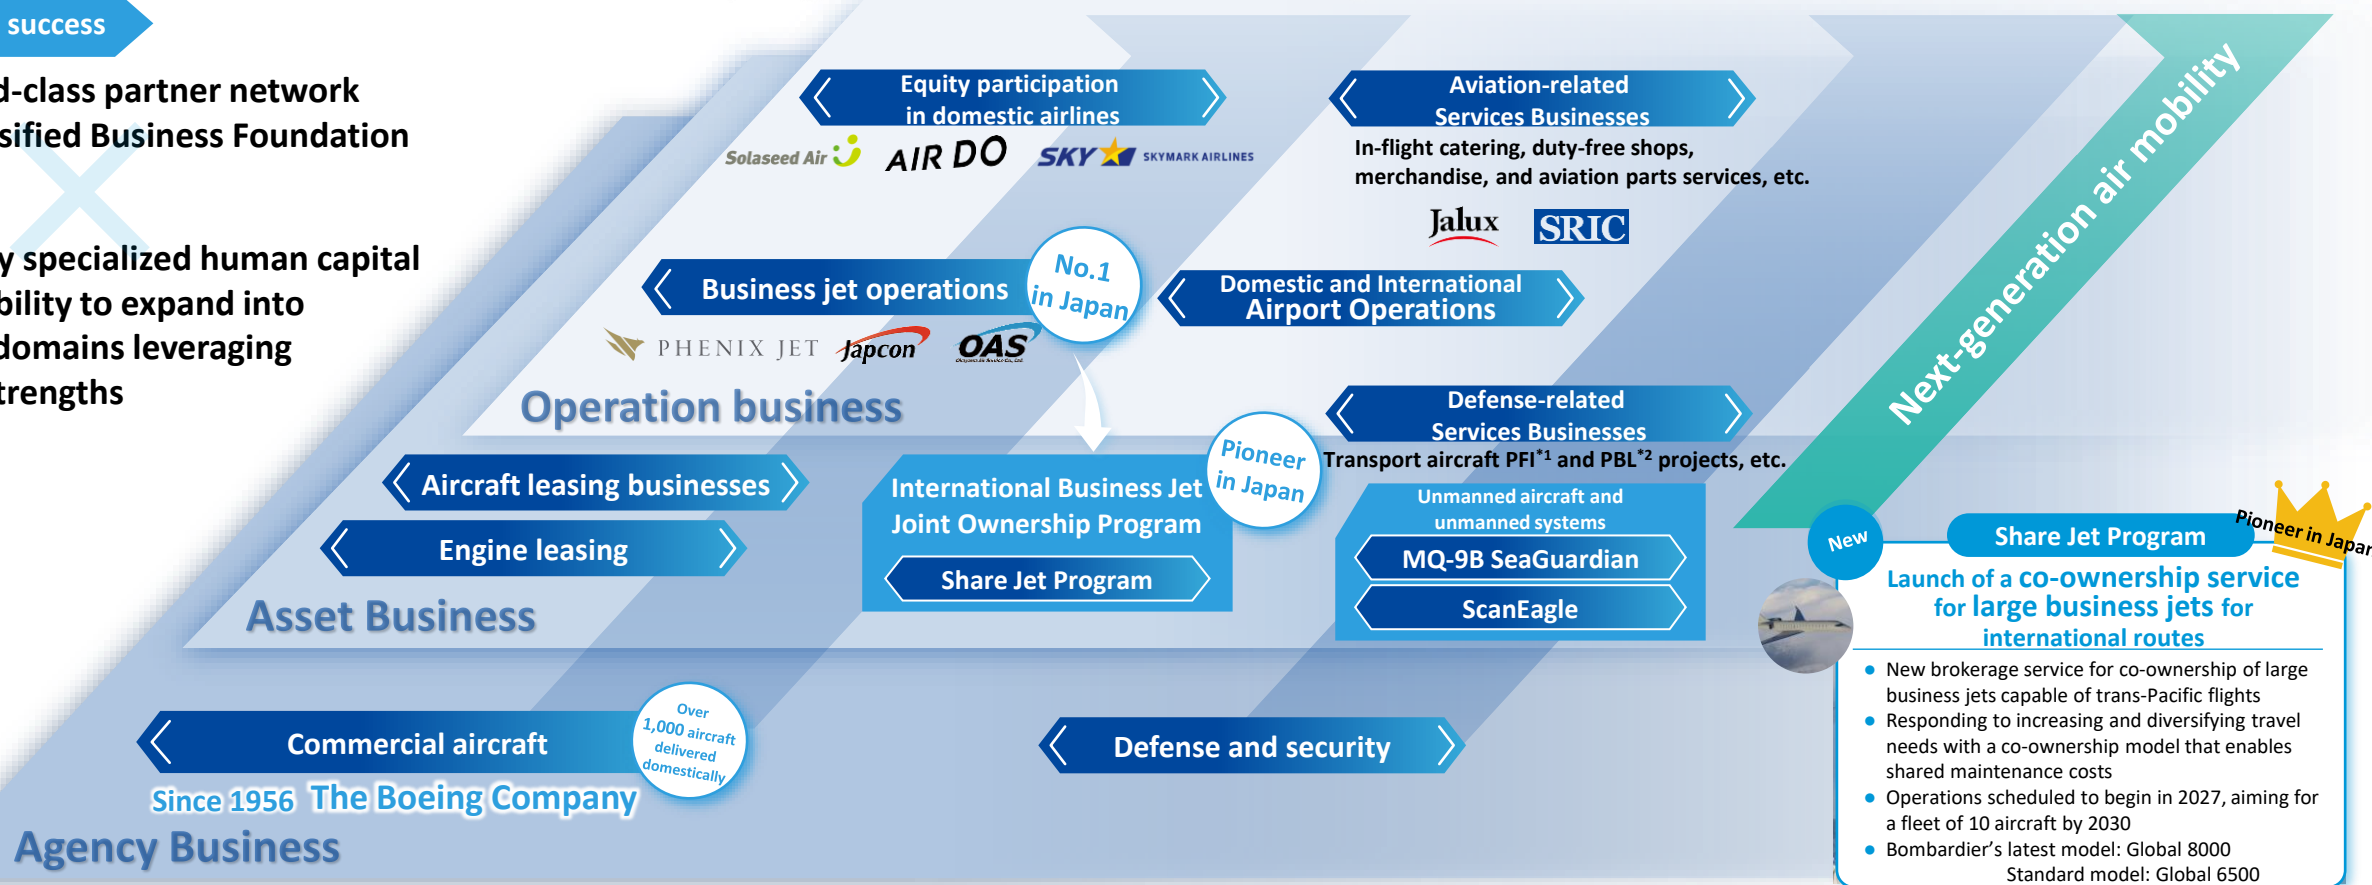 success
d-class partner network
sified Business Foundation
y specialized human capital
bility to expand into
domains leveraging
trengths
Equity participation
in domestic airlines
Solaseed Air
AIR DO
SKY
SKYMARK AIRLINES
Aviation-related
Services Businesses
In-flight catering, duty-free shops,
merchandise, and aviation parts services, etc.
Jalux
SRIC
Next-generation air mobility
Business jet operations
No.1
in Japan
PHENIX JET
Japcon
OAS
Domestic and International
Airport Operations
Operation business
Defense-related
Services Businesses
Transport aircraft PFI*1 and PBL*2 projects, etc.
Aircraft leasing businesses
Engine leasing
Asset Business
International Business Jet
Joint Ownership Program
Share Jet Program
Pioneer
in Japan
Unmanned aircraft and
unmanned systems
MQ-9B SeaGuardian
ScanEagle
Commercial aircraft
Over
1,000 aircraft
delivered
domestically
Since 1956 The Boeing Company
Defense and security
Agency Business
New
Share Jet Program
Pioneer in Japan
Launch of a co-ownership service
for large business jets for
international routes
● New brokerage service for co-ownership of large
business jets capable of trans-Pacific flights
● Responding to increasing and diversifying travel
needs with a co-ownership model that enables
shared maintenance costs
● Operations scheduled to begin in 2027, aiming for
a fleet of 10 aircraft by 2030
● Bombardier's latest model: Global 8000
Standard model: Global 6500